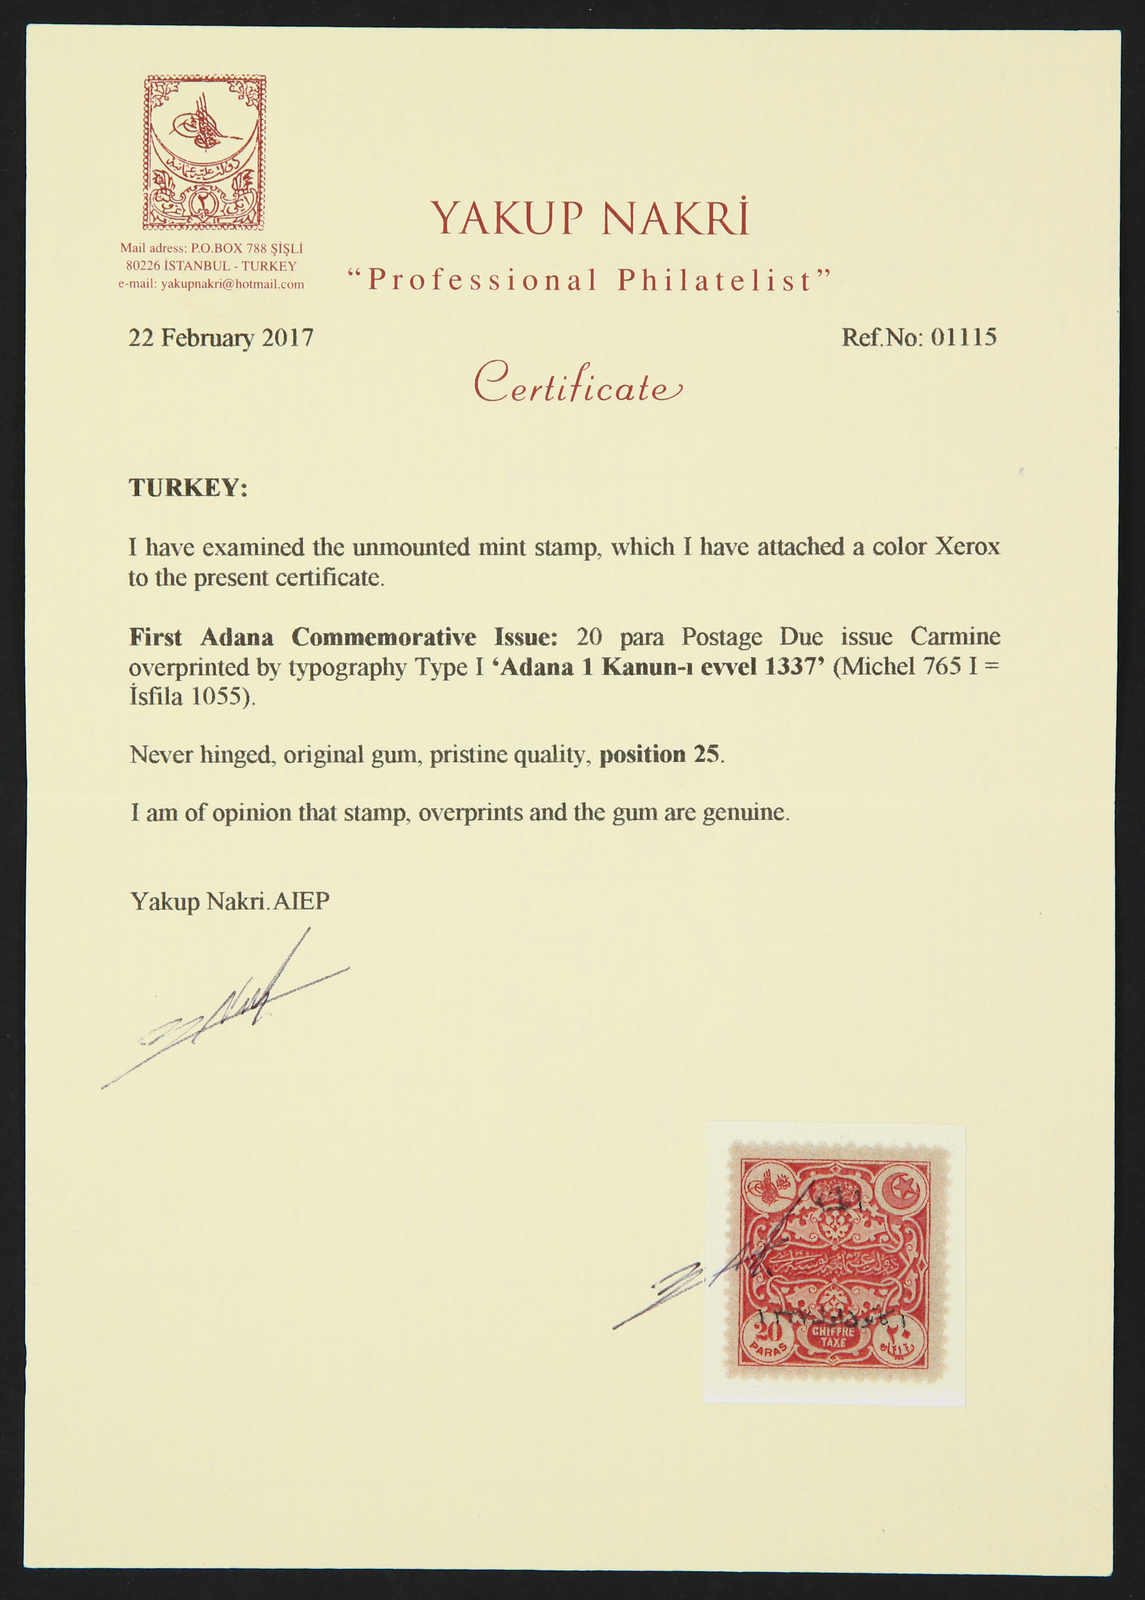 Mail adress: P.O.BOX 788 ŞİŞLİ
80226 İSTANBUL - TURKEY
e-mail: yakupnakri@hotmail.com
YAKUP NAKRİ
“Professional Philatelist”
22 February 2017
Ref.No: 01115
Certificate
TURKEY:
I have examined the unmounted mint stamp, which I have attached a color Xerox
to the present certificate.
First Adana Commemorative Issue: 20 para Postage Due issue Carmine
overprinted by typography Type I ‘Adana 1 Kanun-ı evvel 1337’ (Michel 765 I =
İsfila 1055).
Never hinged, original gum, pristine quality, position 25.
I am of opinion that stamp, overprints and the gum are genuine.
Yakup Nakri.AIEP
20
PARAS
CHIFFRE
TAXE
٢٠